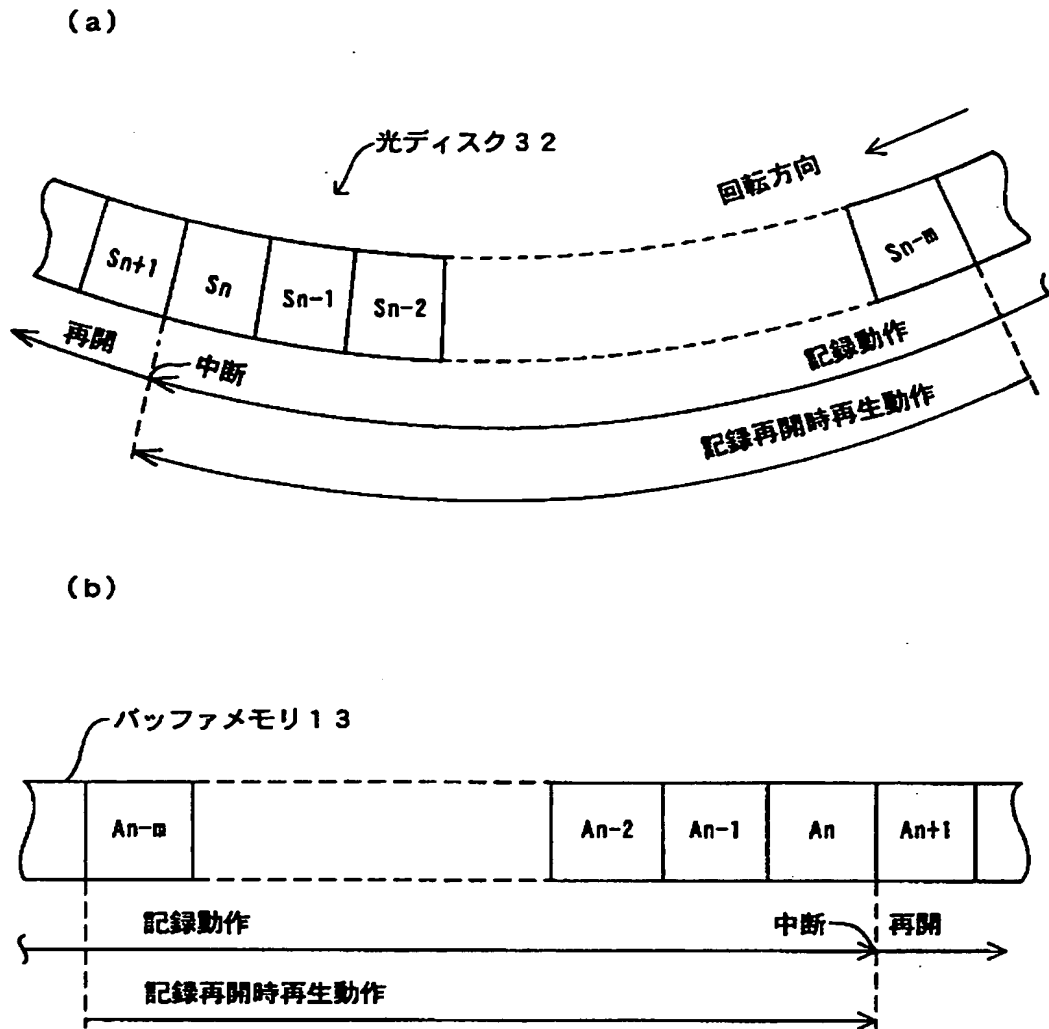 (a)
光ディスク32
回転方向
Sn+1
Sn
Sn-1
Sn-2
Sn-m
再開
中断
記録動作
記録再開時再生動作
(b)
バッファメモリ13
An-m
An-2
An-1
An
An+1
記録動作
中断
再開
記録再開時再生動作